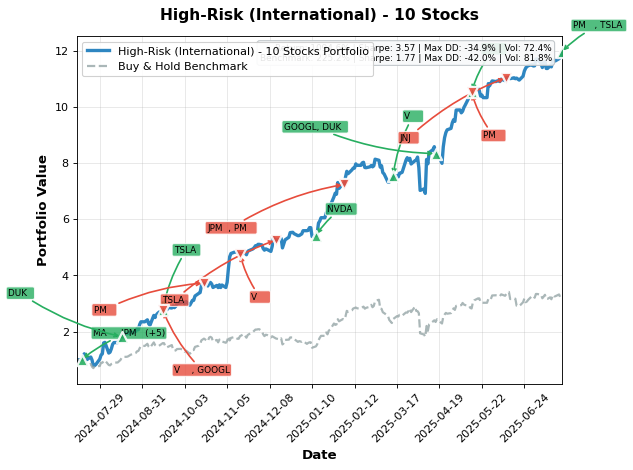 High-Risk (International) - 10 Stocks
PM , TSLA
High-Risk (International) - 10 Stocks Portfolio
Buy & Hold Benchmark
Sharpe: 3.57 | Max DD: -34.9% | Vol: 72.4%
Sharpe: 1.77 | Max DD: -42.0% | Vol: 81.8%
12
10
8
6
4
2
Portfolio Value
V
GOOGL, DUK
JNJ
PM
NVDA
JPM , PM
TSLA
DUK
PM
TSLA
V
MA PM (+5)
V , GOOGL
2024-07-29
2024-08-31
2024-10-03
2024-11-05
2024-12-08
2025-01-10
2025-02-12
2025-03-17
2025-04-19
2025-05-22
2025-06-24
Date